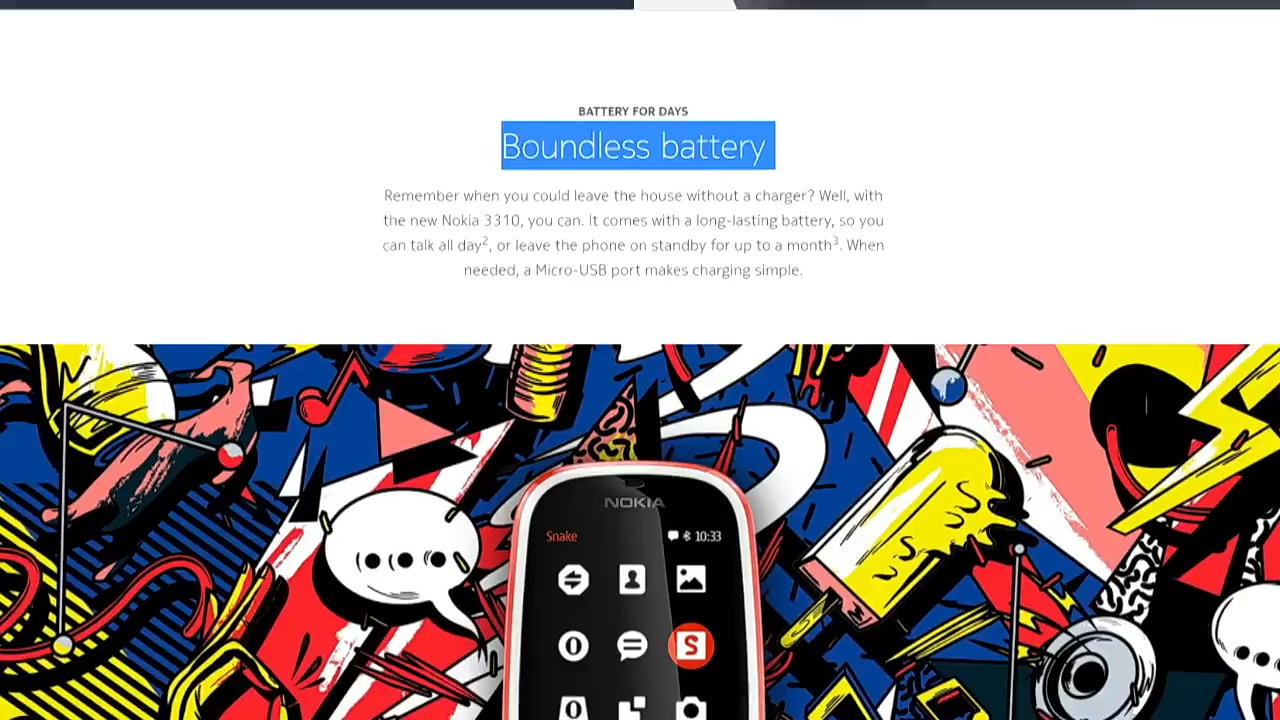 BATTERY FOR DAYS
Boundless battery
Remember when you could leave the house without a charger? Well, with
the new Nokia 3310, you can. It comes with a long-lasting battery, so you
can talk all day2, or leave the phone on standby for up to a month3. When
needed, a Micro-USB port makes charging simple.
NOKIA
Snake 10:33
S